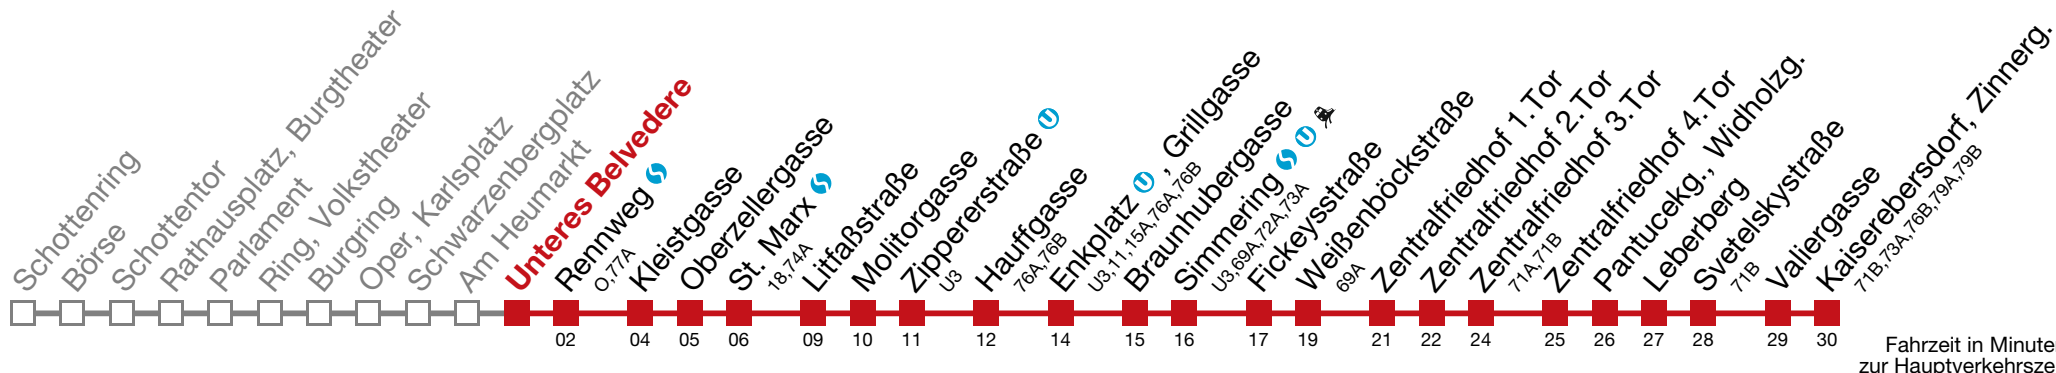 Schottenring
Börse
Schottentor
Rathausplatz, Burgtheater
Parlament
Ring, Volkstheater
Burgring
Oper, Karlsplatz
Schwarzenbergplatz
Am Heumarkt
Unteres Belvedere
Rennweg S
O,77A
Kleistgasse
Oberzellergasse
St. Marx S
18,74A
Litfaßstraße
Molitorgasse
Zippererstraße U
U3
Hauffgasse
76A,76B
Enkplatz U, Grillgasse
U3,11,15A,76A,76B
Braunhubergasse
Simmering S U
U3,69A,72A,73A
Fickeysstraße
Weißenböckstraße
69A
Zentralfriedhof 1.Tor
Zentralfriedhof 2.Tor
Zentralfriedhof 3.Tor
71A,71B
Zentralfriedhof 4.Tor
Pantucekg., Widholzg.
Leberberg
Svetelskystraße
71B
Valiergasse
Kaiserebersdorf, Zinnerg.
71B,73A,76B,79A,79B
02 04 05 06 09 10 11 12 14 15 16 17 19 21 22 24 25 26 27 28 29 30
Fahrzeit in Minuten
zur Hauptverkehrsze